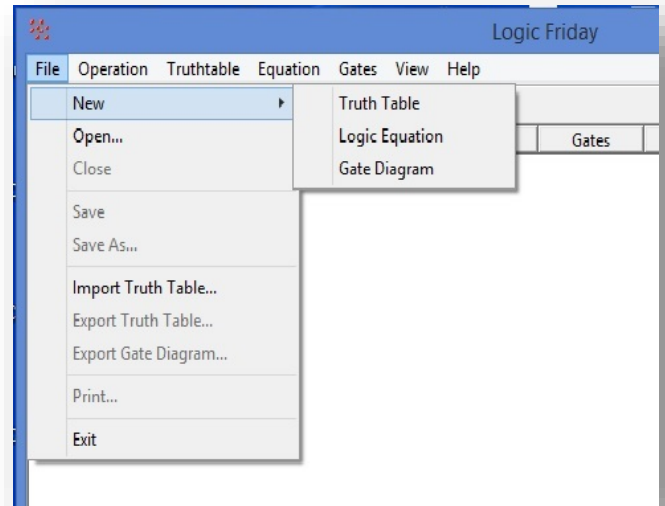 Logic Friday
File Operation Truthtable Equation Gates View Help
New
Truth Table
Open...
Logic Equation
Gates
Close
Gate Diagram
Save
Save As...
Import Truth Table...
Export Truth Table...
Export Gate Diagram...
Print...
Exit